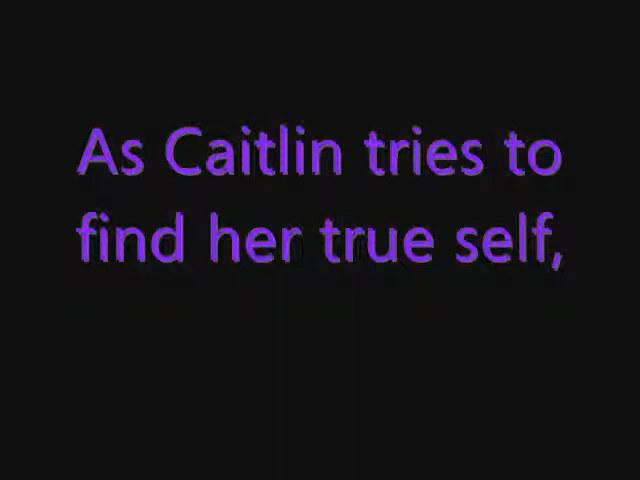 As Caitlin tries to
find her true self,